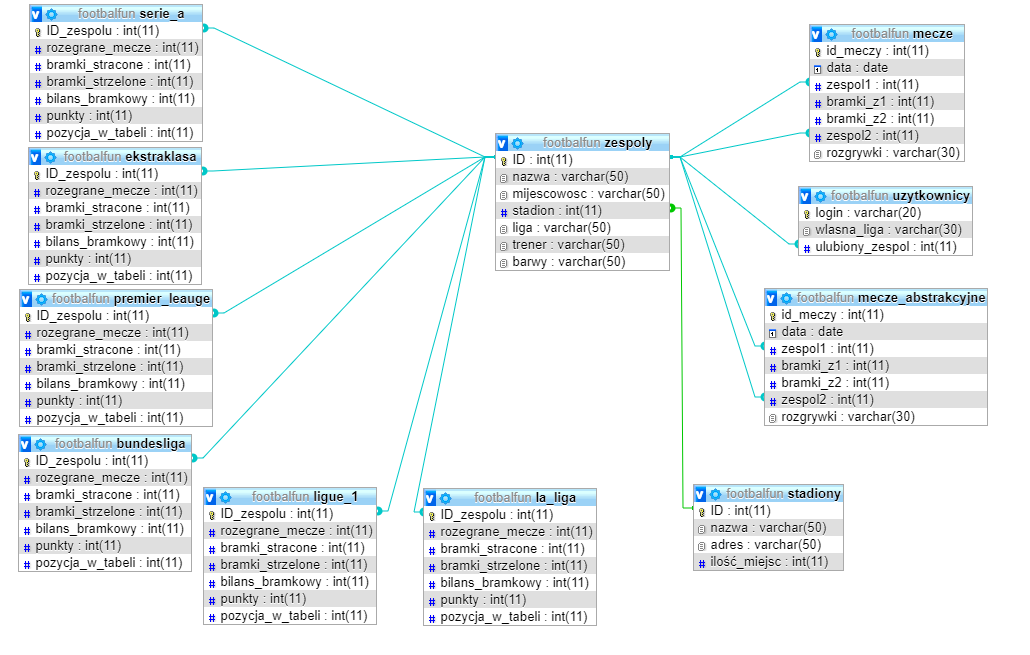 footbalfun serie_a
ID_zespolu : int(11)
rozegrane_mecze : int(11)
bramki_stracone : int(11)
bramki_strzelone : int(11)
bilans_bramkowy : int(11)
punkty : int(11)
pozycja_w_tabeli : int(11)
footbalfun ekstraklasa
ID_zespolu : int(11)
rozegrane_mecze : int(11)
bramki_stracone : int(11)
bramki_strzelone : int(11)
bilans_bramkowy : int(11)
punkty : int(11)
pozycja_w_tabeli : int(11)
footbalfun premier_leauge
ID_zespolu : int(11)
rozegrane_mecze : int(11)
bramki_stracone : int(11)
bramki_strzelone : int(11)
bilans_bramkowy : int(11)
punkty : int(11)
pozycja_w_tabeli : int(11)
footbalfun bundesliga
ID_zespolu : int(11)
rozegrane_mecze : int(11)
bramki_stracone : int(11)
bramki_strzelone : int(11)
bilans_bramkowy : int(11)
punkty : int(11)
pozycja_w_tabeli : int(11)
footbalfun ligue_1
ID_zespolu : int(11)
rozegrane_mecze : int(11)
bramki_stracone : int(11)
bramki_strzelone : int(11)
bilans_bramkowy : int(11)
punkty : int(11)
pozycja_w_tabeli : int(11)
footbalfun la_liga
ID_zespolu : int(11)
rozegrane_mecze : int(11)
bramki_stracone : int(11)
bramki_strzelone : int(11)
bilans_bramkowy : int(11)
punkty : int(11)
pozycja_w_tabeli : int(11)
footbalfun zespoly
ID : int(11)
nazwa : varchar(50)
mijescowosc : varchar(50)
stadion : int(11)
liga : varchar(50)
trener : varchar(50)
barwy : varchar(50)
footbalfun mecze
id_meczy : int(11)
data : date
zespol1 : int(11)
bramki_z1 : int(11)
bramki_z2 : int(11)
zespol2 : int(11)
rozgrywki : varchar(30)
footbalfun uzytkownicy
login : varchar(20)
wlasna_liga : varchar(30)
ulubiony_zespol : int(11)
footbalfun mecze_abstrakcyjne
id_meczy : int(11)
data : date
zespol1 : int(11)
bramki_z1 : int(11)
bramki_z2 : int(11)
zespol2 : int(11)
rozgrywki : varchar(30)
footbalfun stadiony
ID : int(11)
nazwa : varchar(50)
adres : varchar(50)
ilość_miejsc : int(11)